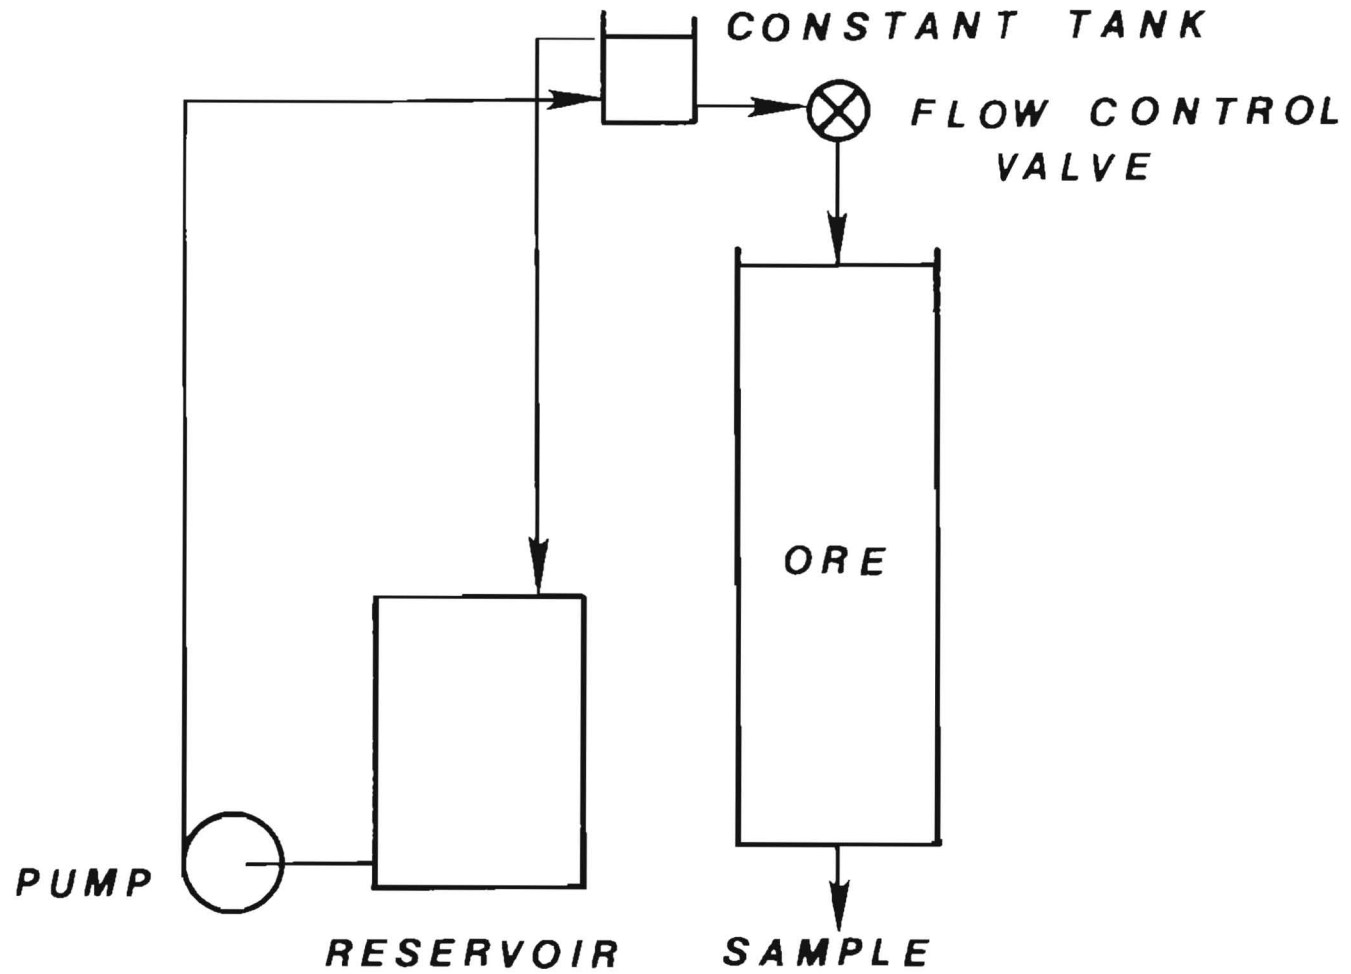 CONSTANT TANK
FLOW CONTROL
VALVE
ORE
PUMP
RESERVOIR
SAMPLE